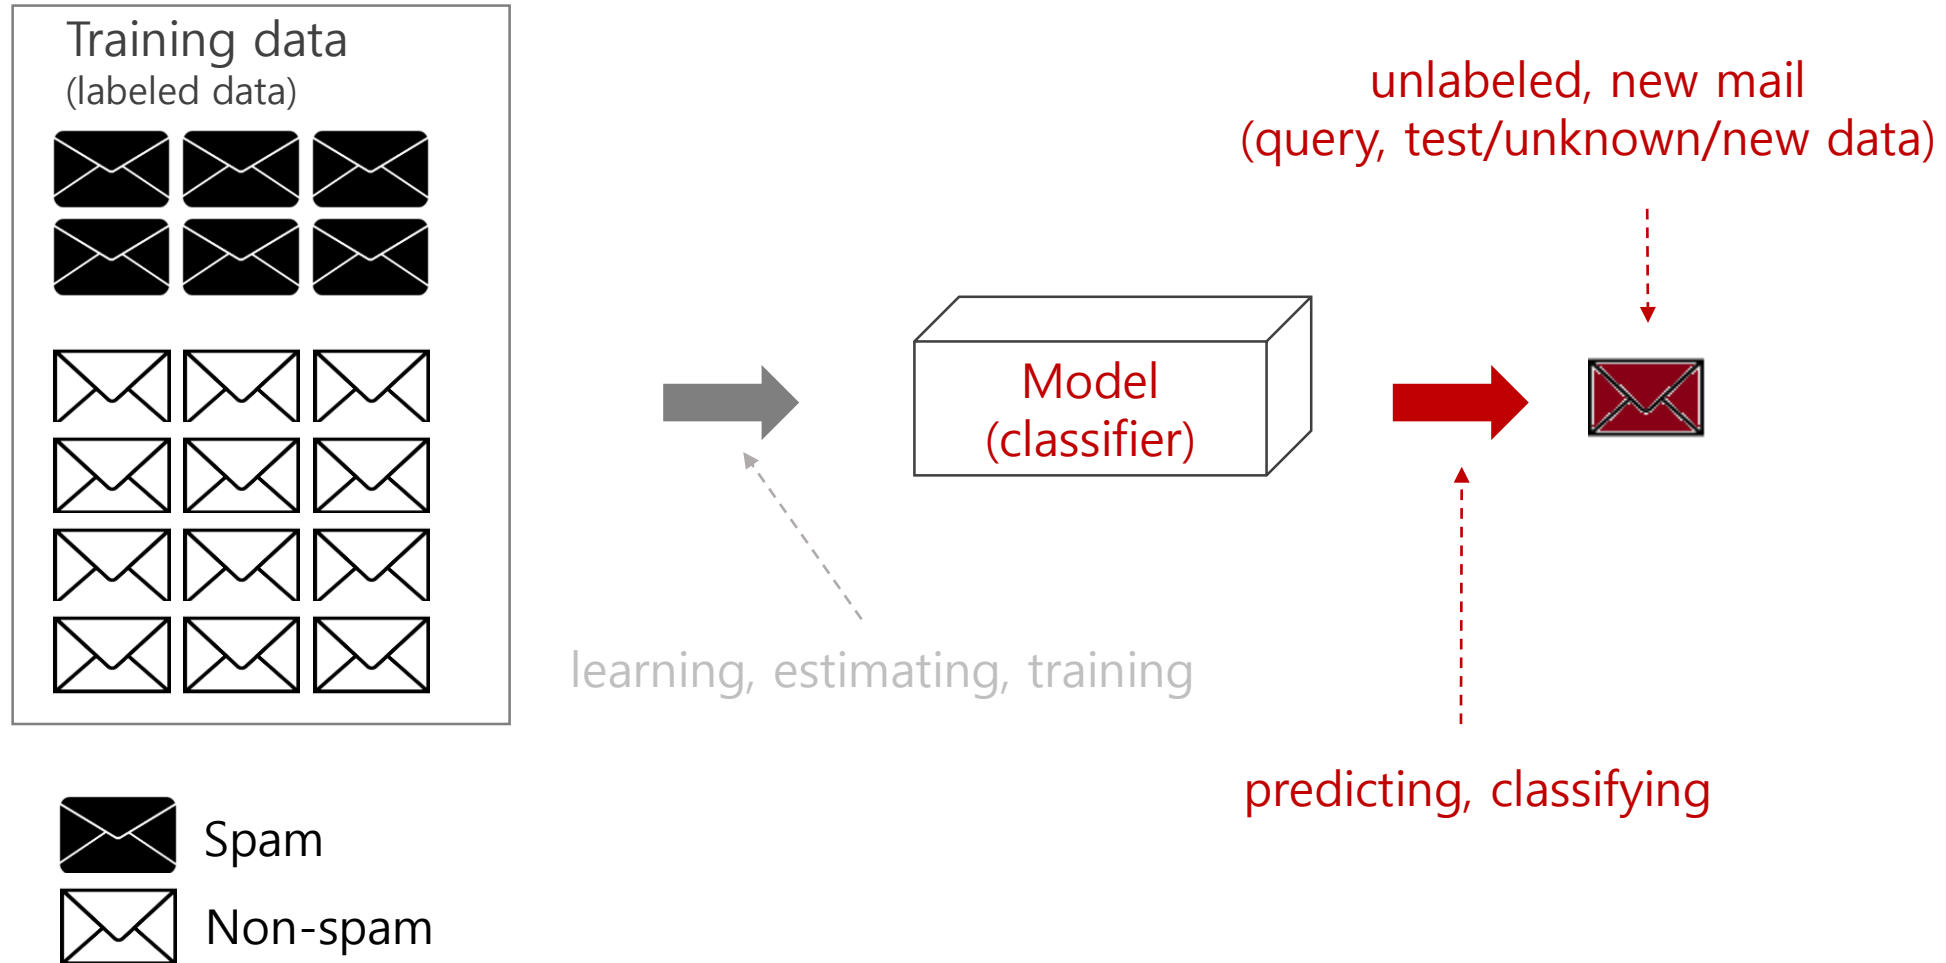 Training data
(labeled data)
unlabeled, new mail
(query, test/unknown/new data)
Model
(classifier)
learning, estimating, training
predicting, classifying
Spam
Non-spam